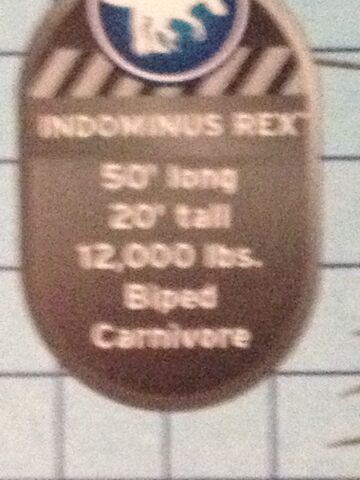 INDOMINUS REX
50' long
20' tall
12,000 lbs.
Biped
Carnivore